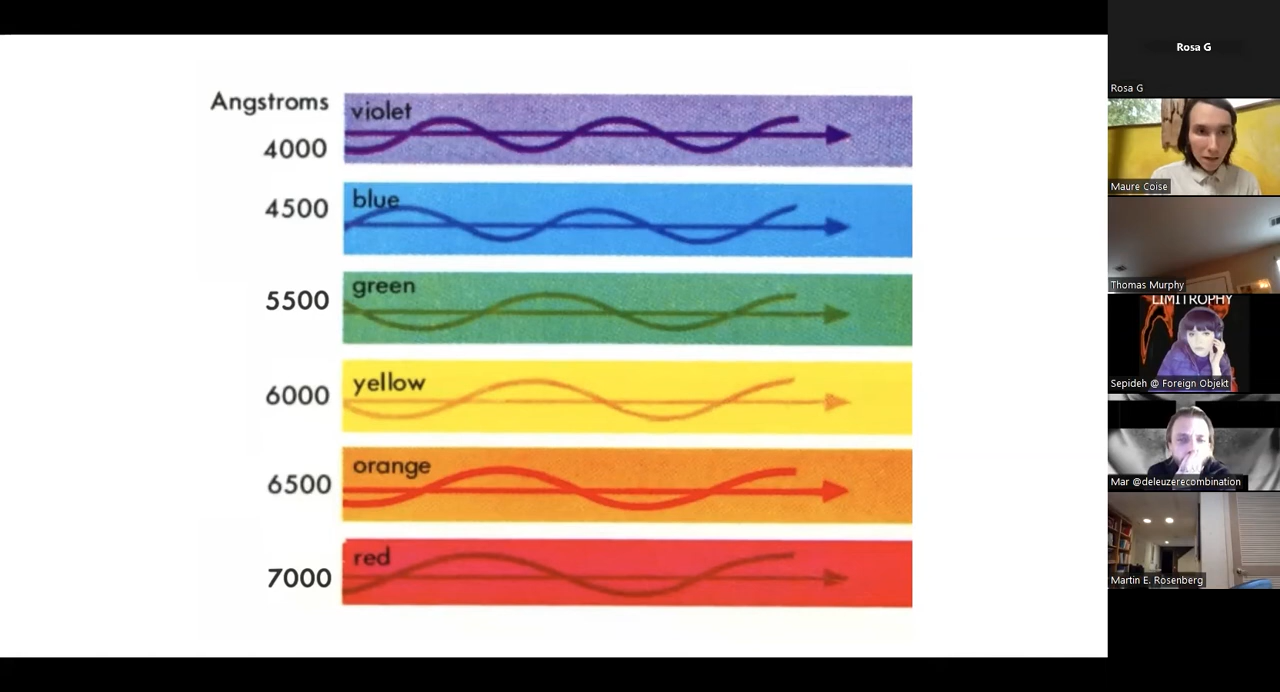 Angstroms
violet
4000
4500
blue
5500
green
6000
yellow
6500
orange
7000
red
Rosa G
Rosa G
Maure Coise
Thomas Murphy
LIMITROPHY
Sepideh @ Foreign Objekt
Mar @deleuzerecombination
Martin E. Rosenberg